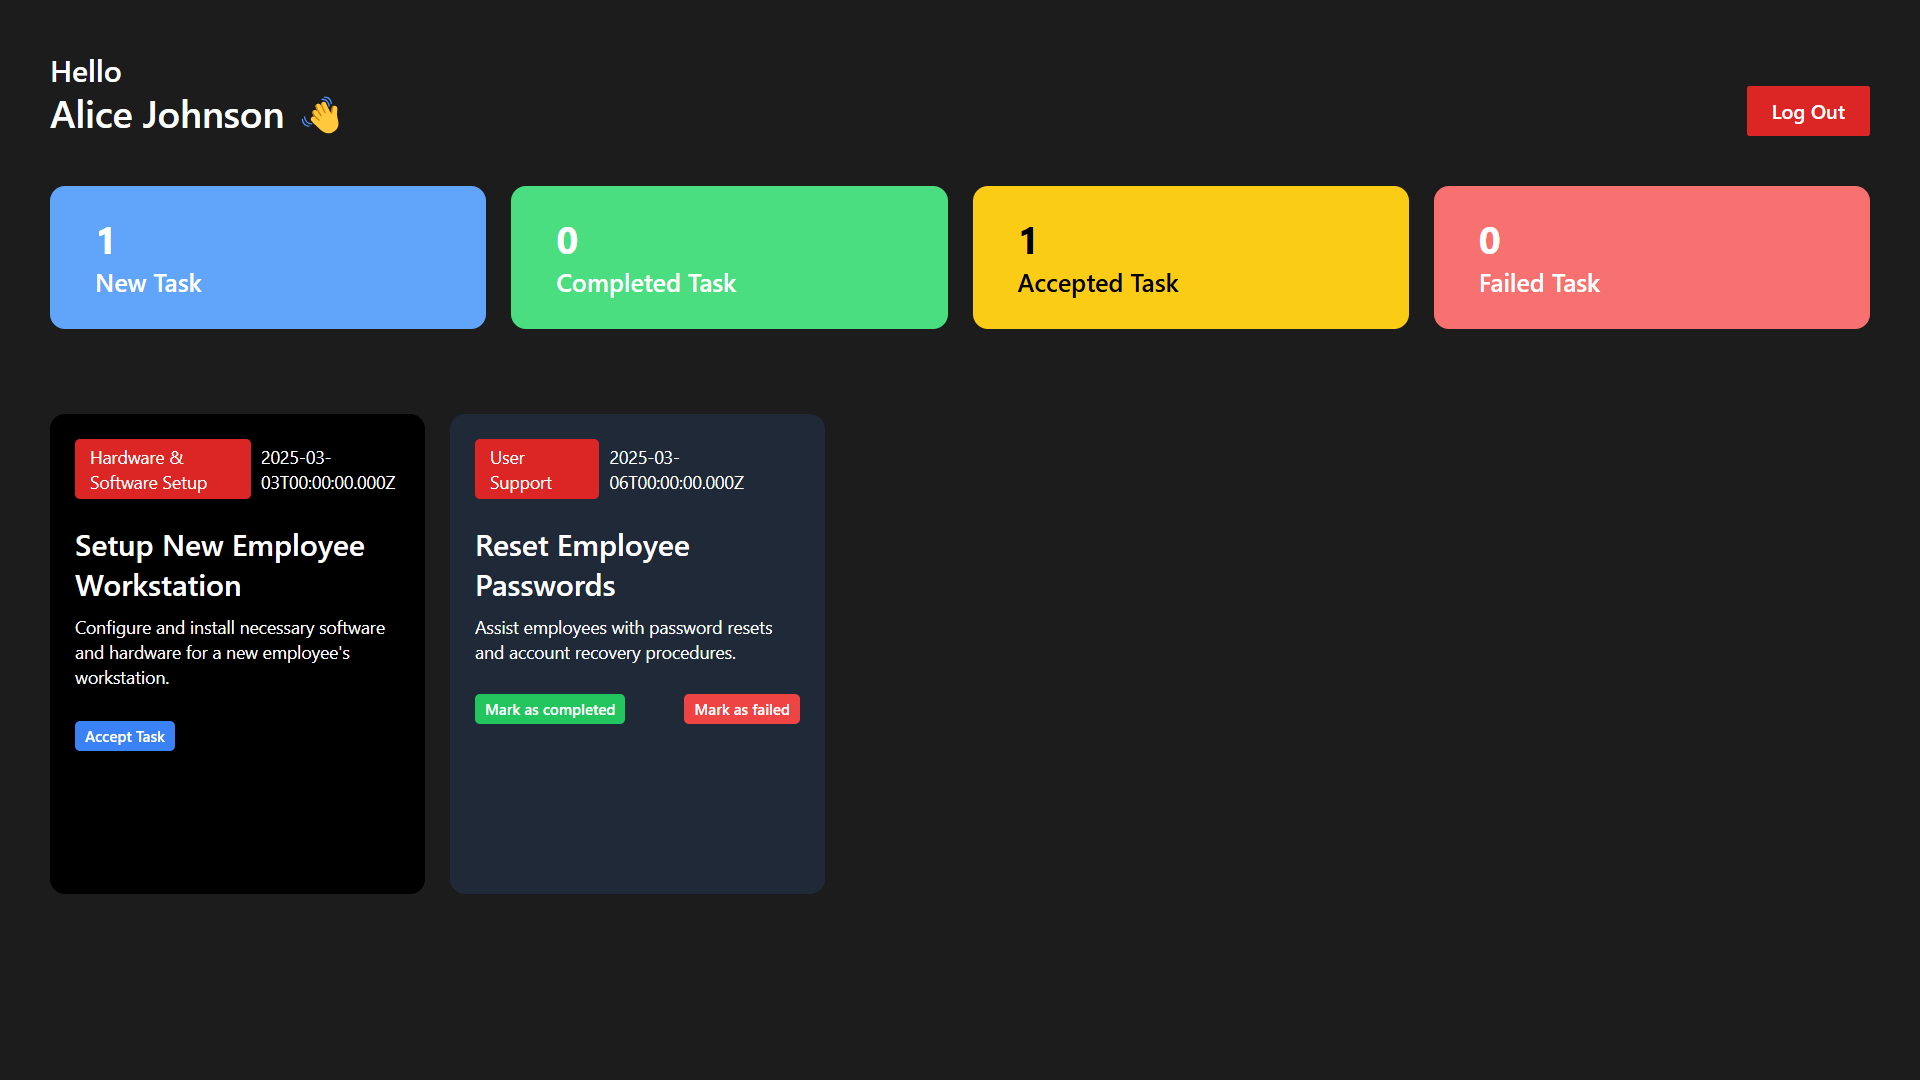 Hello
Alice Johnson 👋
Log Out
1
New Task
0
Completed Task
1
Accepted Task
0
Failed Task
Hardware &
Software Setup
2025-03-
03T00:00:00.000Z
Setup New Employee
Workstation
Configure and install necessary software
and hardware for a new employee's
workstation.
Accept Task
User
Support
2025-03-
06T00:00:00.000Z
Reset Employee
Passwords
Assist employees with password resets
and account recovery procedures.
Mark as completed
Mark as failed